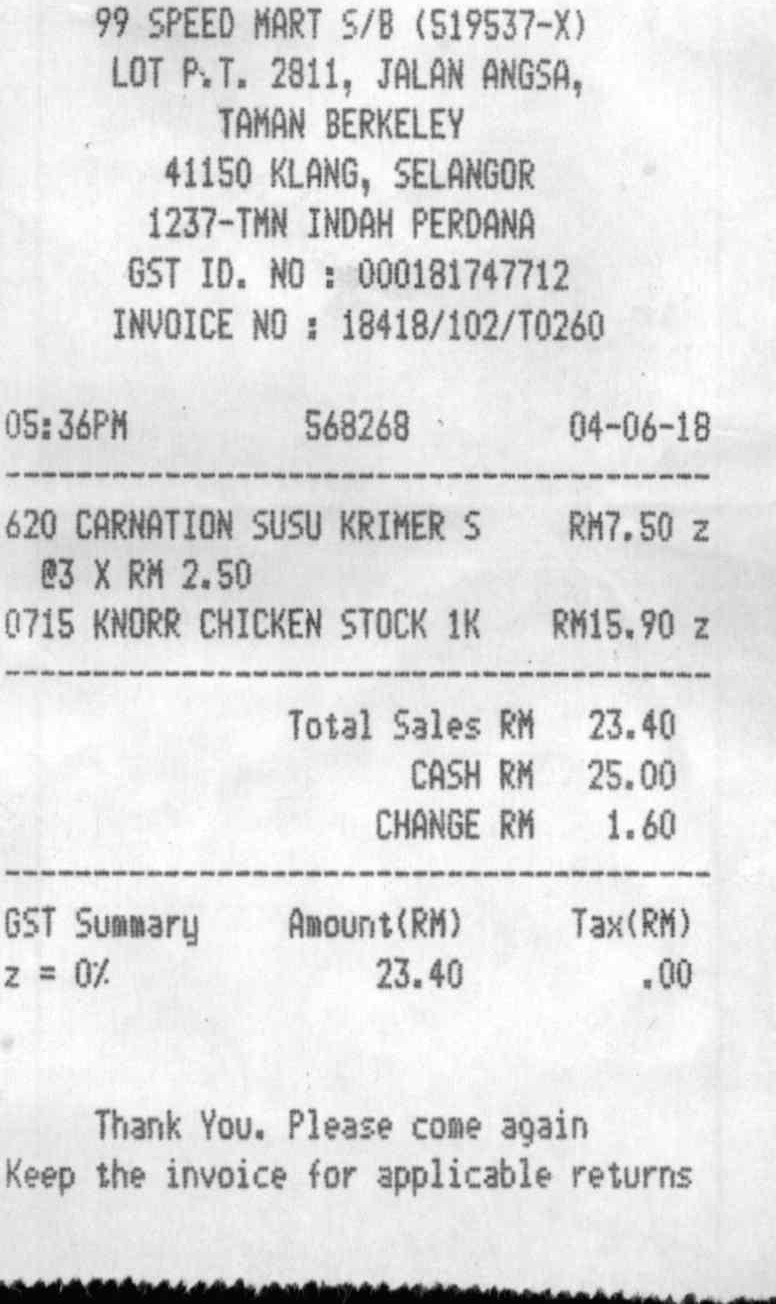 99 SPEED MART S/B (519537-X)
LOT P.T. 2811, JALAN ANGSA,
TAMAN BERKELEY
41150 KLANG, SELANGOR
1237-TMN INDAH PERDANA
GST ID. NO : 000181747712
INVOICE NO : 18418/102/T0260
05:36PM 568268 04-06-18
620 CARNATION SUSU KRIMER S RM7.50 z
@3 X RM 2.50
0715 KNORR CHICKEN STOCK 1K RM15.90 z
Total Sales RM 23.40
CASH RM 25.00
CHANGE RM 1.60
GST Summary Amount(RM) Tax(RM)
z = 0% 23.40 .00
Thank You. Please come again
Keep the invoice for applicable returns